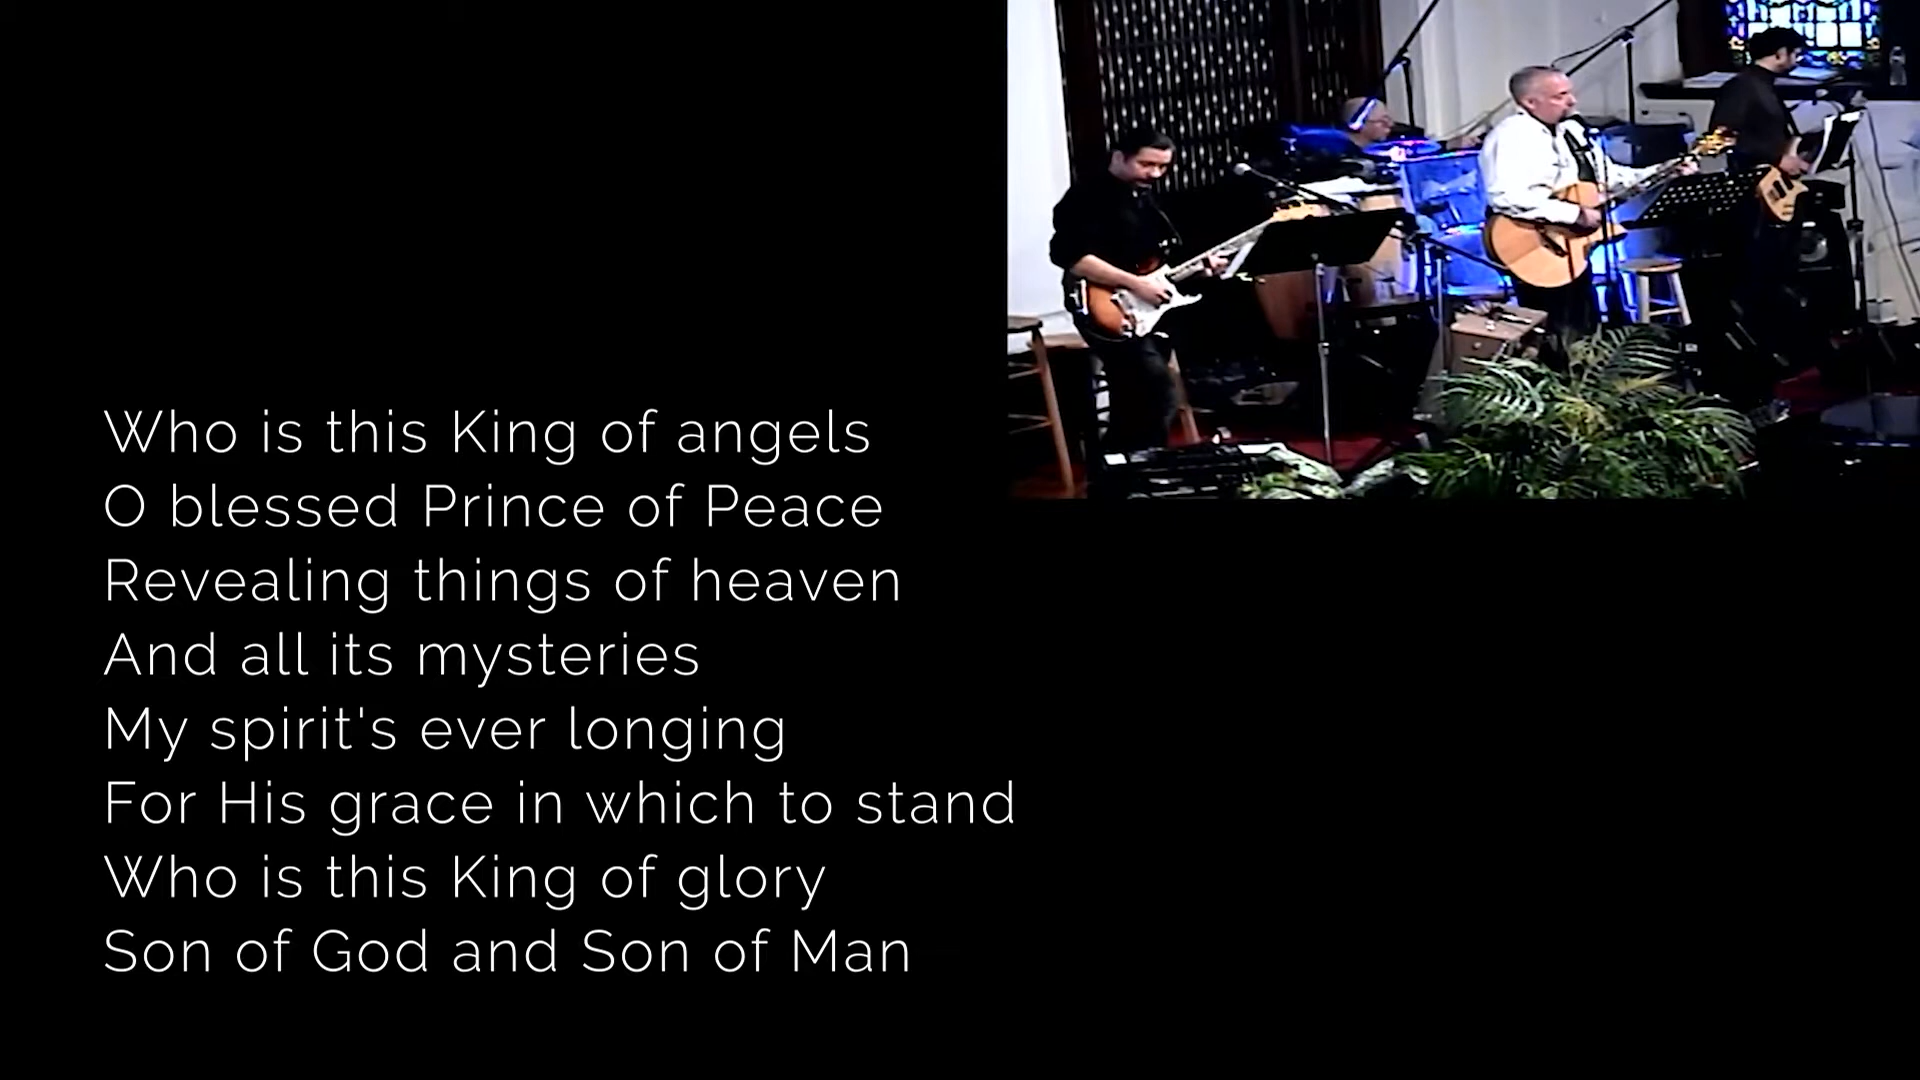 Who is this King of angels
O blessed Prince of Peace
Revealing things of heaven
And all its mysteries
My spirit's ever longing
For His grace in which to stand
Who is this King of glory
Son of God and Son of Man